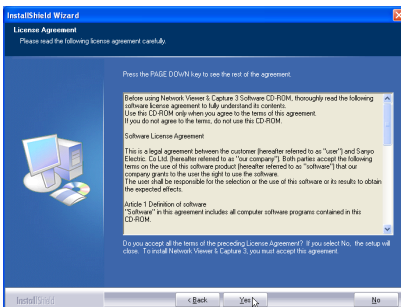 InstallShield Wizard
License Agreement
Please read the following license agreement carefully.
Press the PAGE DOWN key to see the rest of the agreement.
Before using Network Viewer & Capture 3 Software CD-ROM, thoroughly read the following
software license agreement to fully understand its contents.
Use this CD-ROM only when you agree to the terms of this agreement.
If you do not agree to the terms, do not use this CD-ROM.
Software License Agreement
This is a legal agreement between the customer (hereafter referred to as "user") and Sanyo
Electric. Co Ltd. (hereafter referred to as "our company"). Both parties accept the following
terms on the use of this software product (hereafter referred to as "software") that our
company grants to the user the right to use the software.
The user shall be responsible for the selection or the use of this software or its results to obtain
the expected effects.
Article 1 Definition of software
"Software" in this agreement includes all computer software programs contained in this
CD-ROM.
Do you accept all the terms of the preceding License Agreement? If you select No, the setup will
close. To install Network Viewer & Capture 3, you must accept this agreement.
InstallShield
< Back
Yes
No